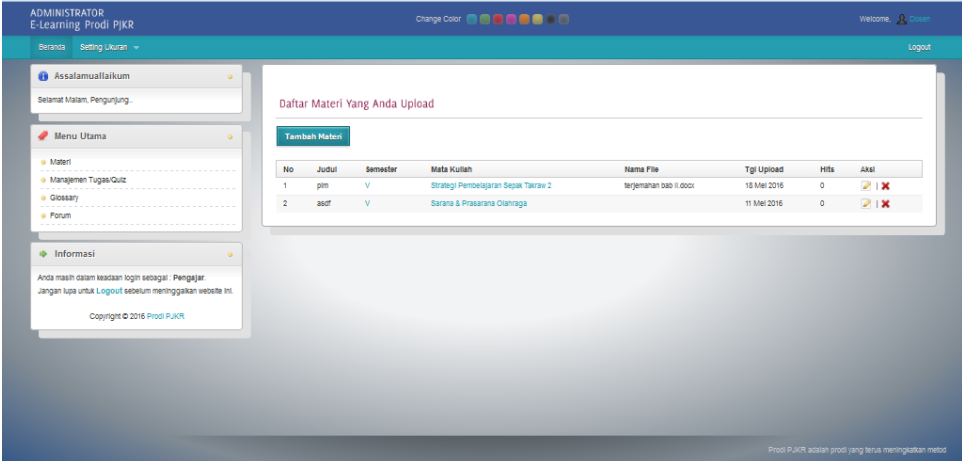 ADMINISTRATOR
E-Learning Prodi PJKR
Change Color
Welcome, Dosen
Beranda Setting Ukuran
Logout
Assalamuallaikum
Selamat Malam, Pengunjung..
Menu Utama
Materi
Manajemen Tugas/Quiz
Glossary
Forum
Informasi
Anda masih dalam keadaan login sebagai : Pengajar.
Jangan lupa untuk Logout sebelum meninggalkan website ini.
Copyright © 2016 Prodi PJKR
Daftar Materi Yang Anda Upload
Tambah Materi
No Judul Semester Mata Kuliah Nama File Tgl Upload Hits Aksi
1 pim V Strategi Pembelajaran Sepak Takraw 2 terjemahan bab II.docx 18 Mei 2016 0 |
2 asdf V Sarana & Prasarana Olahraga 11 Mei 2016 0 |
Prodi PJKR adalah prodi yang terus meningkatkan metod